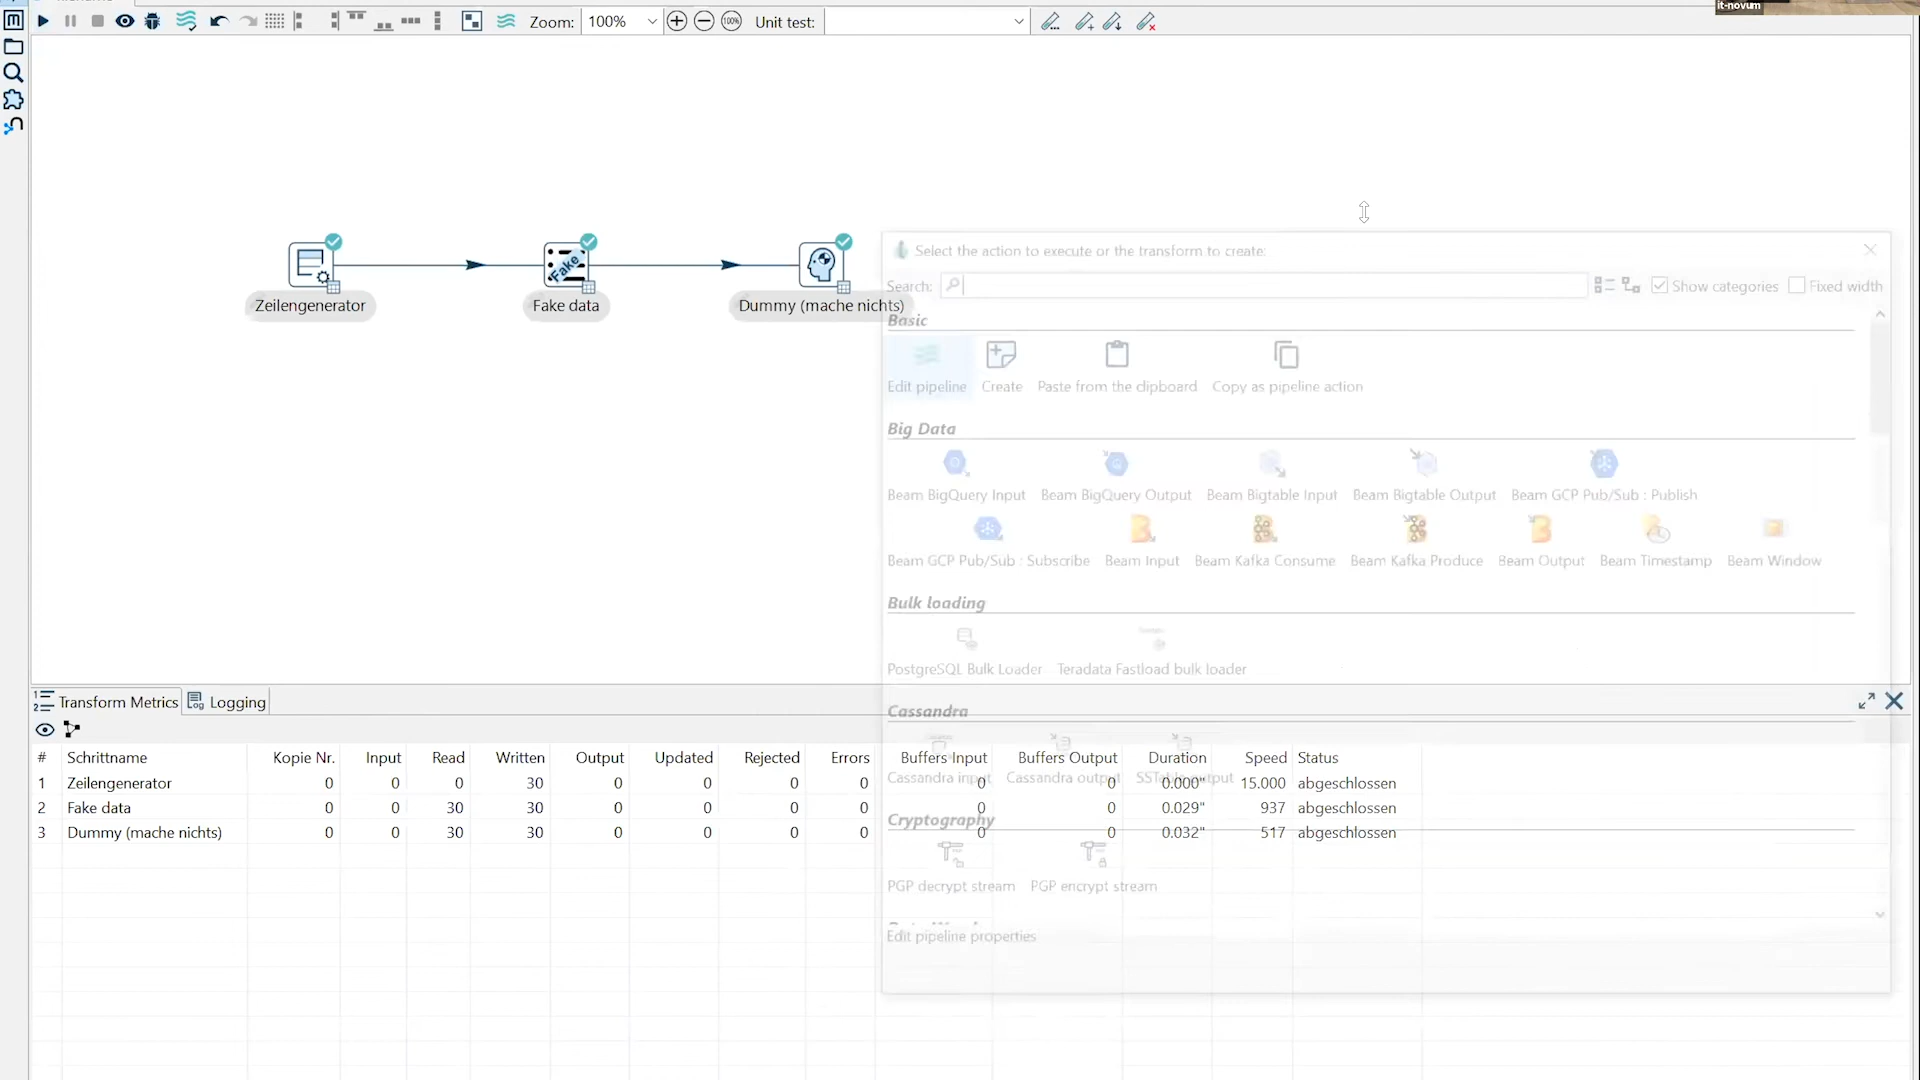 it-novum
Zoom: 100% 100% Unit test:
Select the action to execute or the transform to create:
Search: Show categories Fixed width
Zeilengenerator Fake data Dummy (mache nichts)
Fake
Basic
Edit pipeline Create Paste from the clipboard Copy as pipeline action
Big Data
Beam BigQuery Input Beam BigQuery Output Beam Bigtable Input Beam Bigtable Output Beam GCP Pub/Sub : Publish
Beam GCP Pub/Sub : Subscribe Beam Input Beam Kafka Consume Beam Kafka Produce Beam Output Beam Timestamp Beam Window
Bulk loading
PostgreSQL Bulk Loader Teradata Fastload bulk loader
Transform Metrics Logging
Cassandra
Cassandra input Cassandra output SSTable output
Cryptography
PGP decrypt stream PGP encrypt stream
Edit pipeline properties
# Schrittname Kopie Nr. Input Read Written Output Updated Rejected Errors Buffers Input Buffers Output Duration Speed Status
1 Zeilengenerator 0 0 0 30 0 0 0 0 0 0 0.000" 15.000 abgeschlossen
2 Fake data 0 0 30 30 0 0 0 0 0 0 0.029" 937 abgeschlossen
3 Dummy (mache nichts) 0 0 30 30 0 0 0 0 0 0 0.032" 517 abgeschlossen